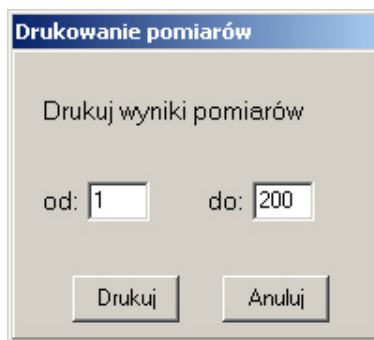 Drukowanie pomiarów
Drukuj wyniki pomiarów
od: 1 do: 200
Drukuj Anuluj